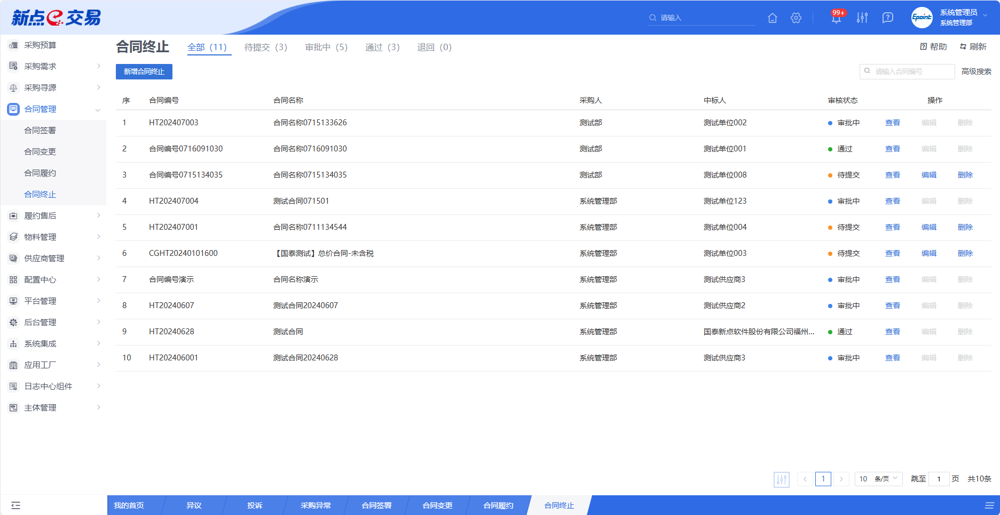 新点e交易
请输入
99+
Epoint
系统管理员
系统管理部
采购预算
采购需求
采购寻源
合同管理
合同签署
合同变更
合同履约
合同终止
履约售后
物料管理
供应商管理
配置中心
平台管理
后台管理
系统集成
应用工厂
日志中心组件
主体管理
合同终止 全部（11） 待提交（3） 审批中（5） 通过（3） 退回（0） 帮助 刷新
新增合同终止 请输入合同编号 高级搜索
序 合同编号 合同名称 采购人 中标人 审核状态 操作
1 HT202407003 合同名称0715133626 测试部 测试单位002 审批中 查看 编辑 删除
2 合同编号0716091030 合同名称0716091030 测试部 测试单位001 通过 查看 编辑 删除
3 合同编号0715134035 合同名称0715134035 测试部 测试单位008 待提交 查看 编辑 删除
4 HT202407004 测试合同071501 系统管理部 测试单位123 审批中 查看 编辑 删除
5 HT202407001 合同名称0711134544 系统管理部 测试单位004 待提交 查看 编辑 删除
6 CGHT20240101600 【国泰测试】总价合同-未含税 系统管理部 测试单位003 待提交 查看 编辑 删除
7 合同编号演示 合同名称演示 系统管理部 测试供应商3 审批中 查看 编辑 删除
8 HT20240607 测试合同20240607 系统管理部 测试供应商2 审批中 查看 编辑 删除
9 HT20240628 测试合同 系统管理部 国泰新点软件股份有限公司福州... 通过 查看 编辑 删除
10 HT202406001 测试合同20240628 系统管理部 测试供应商3 审批中 查看 编辑 删除
1 10 条/页 跳至 1 页 共10条
我的首页 异议 投诉 采购异常 合同签署 合同变更 合同履约 合同终止